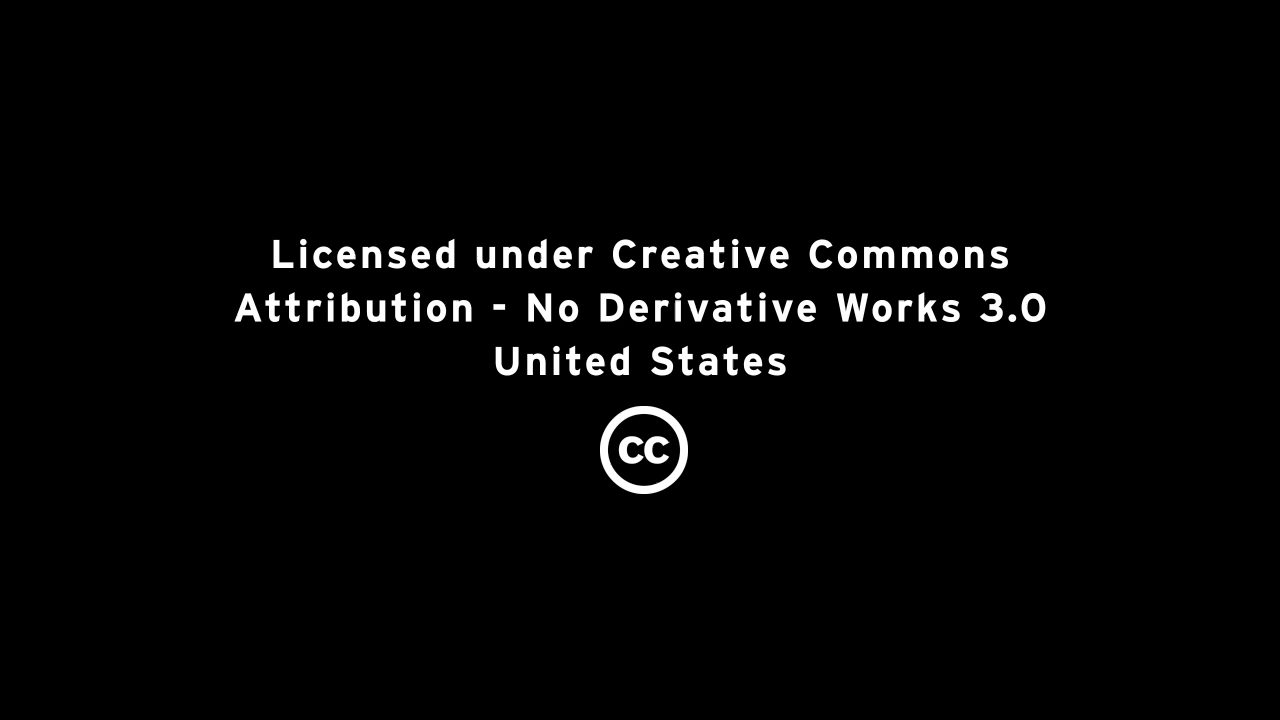 Licensed under Creative Commons
Attribution - No Derivative Works 3.0
United States
cc